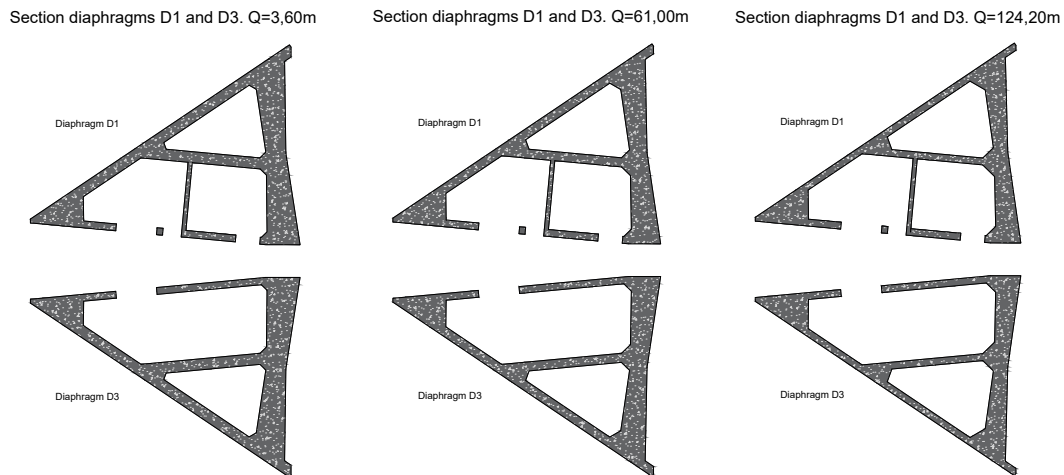 Section diaphragms D1 and D3. Q=3,60m
Section diaphragms D1 and D3. Q=61,00m
Section diaphragms D1 and D3. Q=124,20m
Diaphragm D1
Diaphragm D1
Diaphragm D1
Diaphragm D3
Diaphragm D3
Diaphragm D3